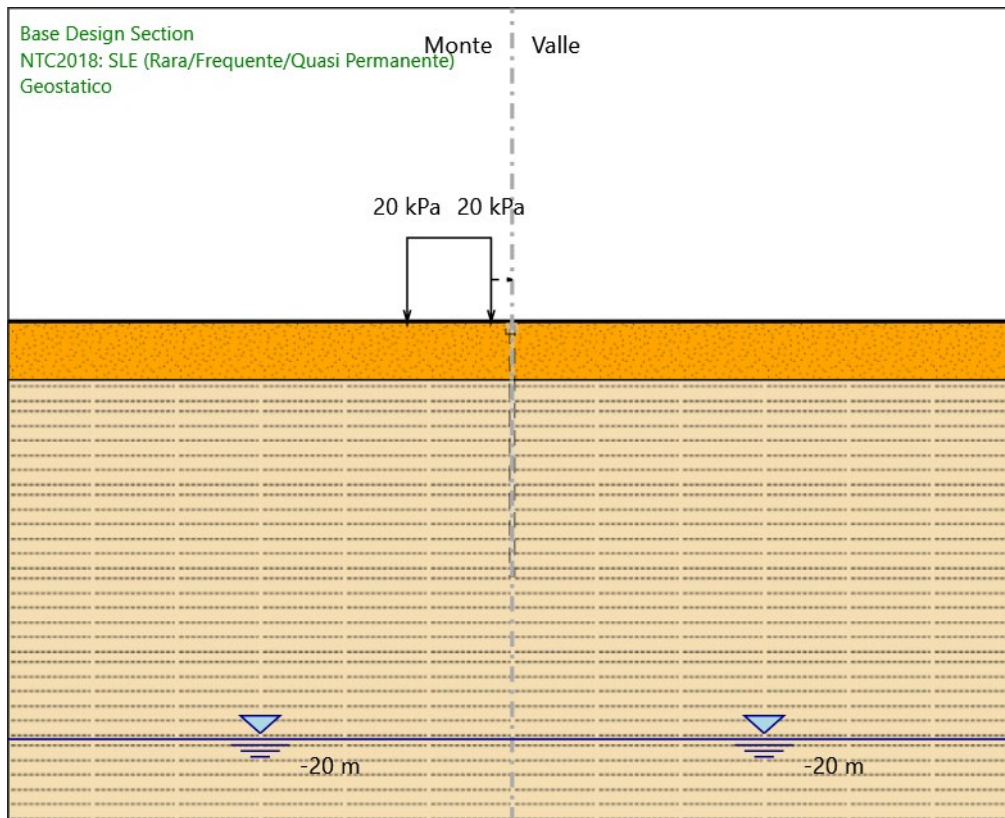 Base Design Section
NTC2018: SLE (Rara/Frequente/Quasi Permanente)
Geostatico
Monte
Valle
20 kPa
20 kPa
-20 m
-20 m